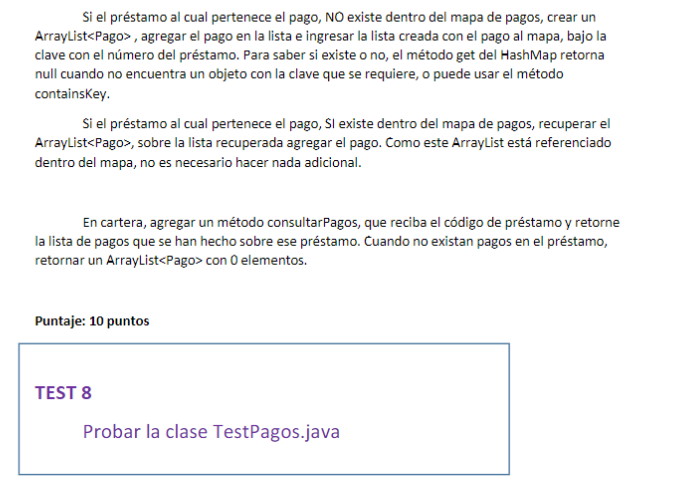 Si el préstamo al cual pertenece el pago, NO existe dentro del mapa de pagos, crear un
ArrayList<Pago> , agregar el pago en la lista e ingresar la lista creada con el pago al mapa, bajo la
clave con el número del préstamo. Para saber si existe o no, el método get del HashMap retorna
null cuando no encuentra un objeto con la clave que se requiere, o puede usar el método
containsKey.
Si el préstamo al cual pertenece el pago, SI existe dentro del mapa de pagos, recuperar el
ArrayList<Pago>, sobre la lista recuperada agregar el pago. Como este ArrayList está referenciado
dentro del mapa, no es necesario hacer nada adicional.
En cartera, agregar un método consultarPagos, que reciba el código de préstamo y retorne
la lista de pagos que se han hecho sobre ese préstamo. Cuando no existan pagos en el préstamo,
retornar un ArrayList<Pago> con 0 elementos.
Puntaje: 10 puntos
TEST 8
Probar la clase TestPagos.java